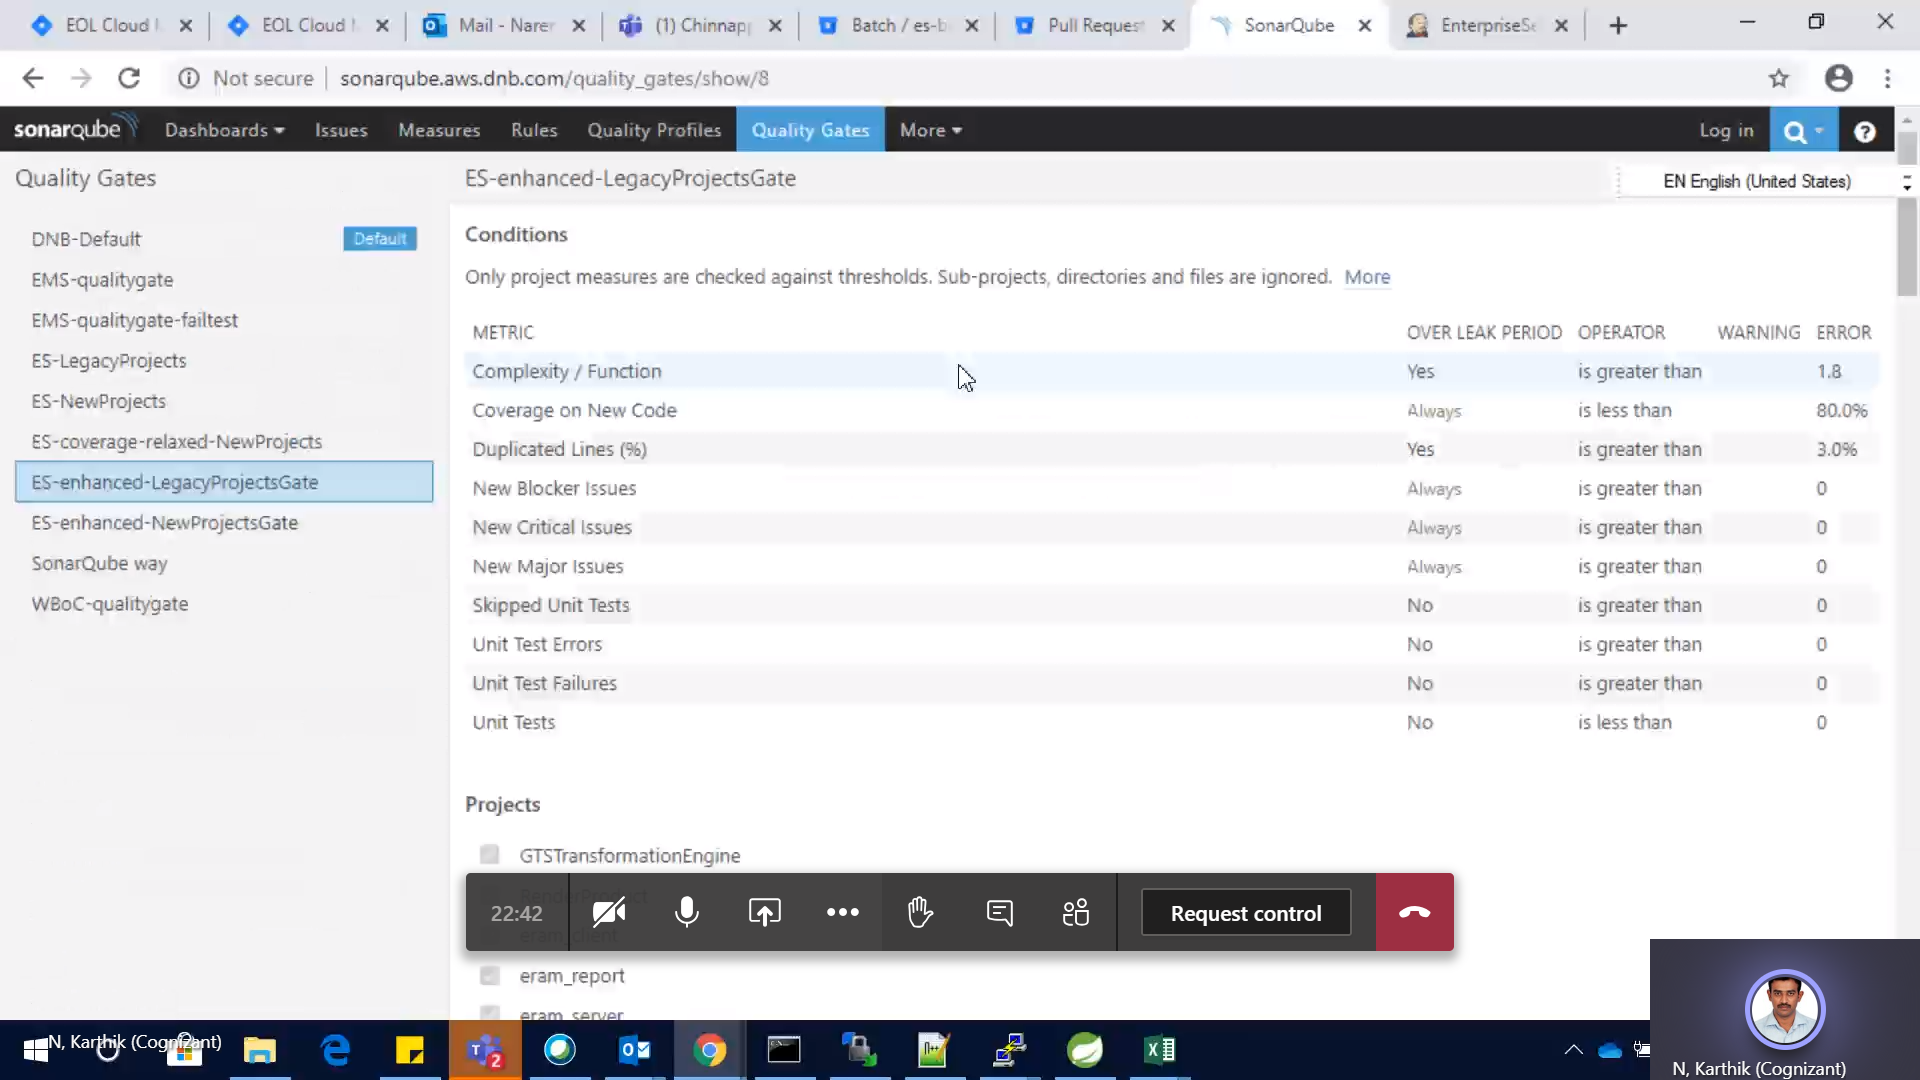 EOL Cloud
EOL Cloud
Mail - Narer
(1) Chinnapp
Batch / es-b
Pull Request
SonarQube
EnterpriseSe
Not secure
sonarqube.aws.dnb.com/quality_gates/show/8
sonarqube
Dashboards
Issues
Measures
Rules
Quality Profiles
Quality Gates
More
Log in
Quality Gates
ES-enhanced-LegacyProjectsGate
EN English (United States)
DNB-Default
Default
EMS-qualitygate
EMS-qualitygate-failtest
ES-LegacyProjects
ES-NewProjects
ES-coverage-relaxed-NewProjects
ES-enhanced-LegacyProjectsGate
ES-enhanced-NewProjectsGate
SonarQube way
WBoC-qualitygate
Conditions
Only project measures are checked against thresholds. Sub-projects, directories and files are ignored. More
METRIC OVER LEAK PERIOD OPERATOR WARNING ERROR
Complexity / Function Yes is greater than 1.8
Coverage on New Code Always is less than 80.0%
Duplicated Lines (%) Yes is greater than 3.0%
New Blocker Issues Always is greater than 0
New Critical Issues Always is greater than 0
New Major Issues Always is greater than 0
Skipped Unit Tests No is greater than 0
Unit Test Errors No is greater than 0
Unit Test Failures No is greater than 0
Unit Tests No is less than 0
Projects
GTSTransformationEngine
RenderProduct
eram_client
22:42
Request control
eram_report
eram_server
N, Karthik (Cognizant)
2
N, Karthik (Cognizant)